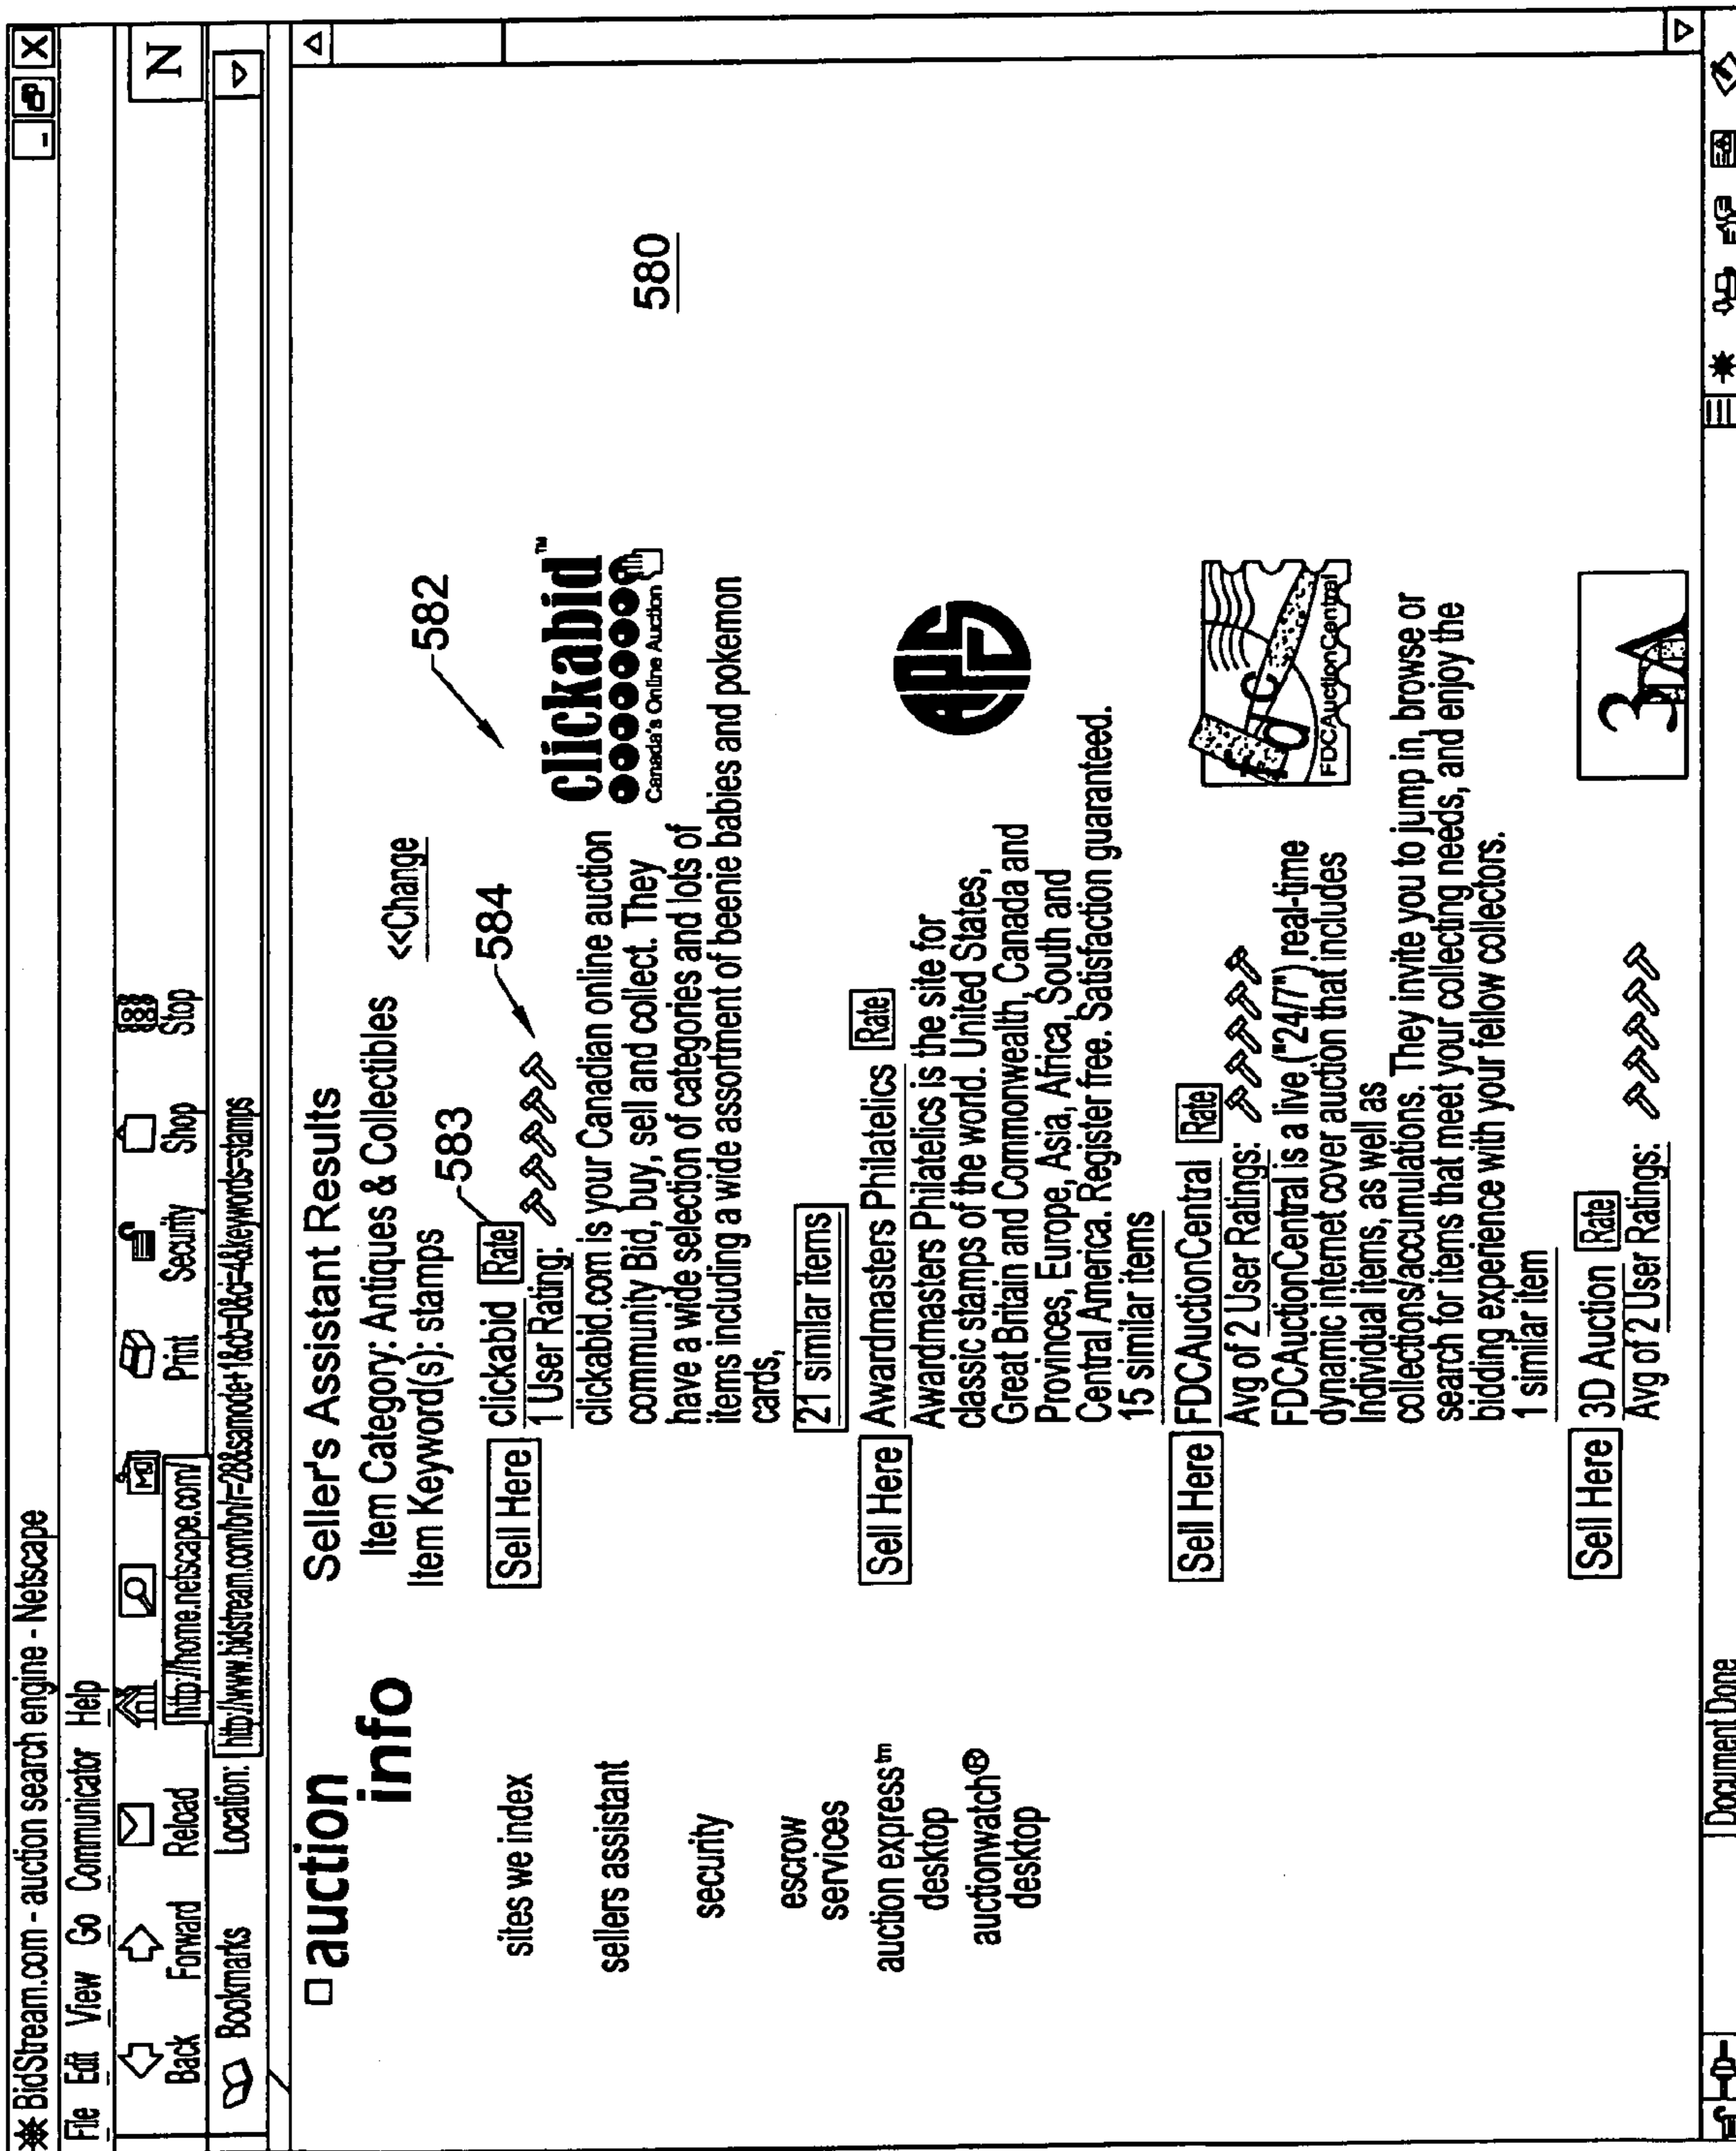 BidStream.com - auction search engine - Netscape
File Edit View Go Communicator Help
N
Back Forward Reload Print Security Shop Stop
http://home.netscape.com/
Bookmarks Location: http://www.bidstream.com/bn/r=28&samode+1&cb=0&ci=4&keywords=stamps
auction
info
sites we index
sellers assistant
security
escrow
services
auction express™
desktop
auctionwatch®
desktop
Seller's Assistant Results
Item Category: Antiques & Collectibles <<Change
Item Keyword(s): stamps
583
584
582
580
Sell Here clickabid Rate
1 User Rating:
clickabid™
Canada's Online Auction
clickabid.com is your Canadian online auction
community Bid, buy, sell and collect. They
have a wide selection of categories and lots of
items including a wide assortment of beenie babies and pokemon
cards,
21 similar items
Sell Here Awardmasters Philatelics Rate
Awardmasters Philatelics is the site for
classic stamps of the world. United States,
Great Britain and Commonwealth, Canada and
Provinces, Europe, Asia, Africa, South and
Central America. Register free. Satisfaction guaranteed.
15 similar items
Sell Here FDCAuctionCentral Rate
Avg of 2 User Ratings:
fdc
FDCAuctionCentral
FDCAuctionCentral is a live ("24/7") real-time
dynamic internet cover auction that includes
Individual items, as well as
collections/accumulations. They invite you to jump in, browse or
search for items that meet your collecting needs, and enjoy the
bidding experience with your fellow collectors.
1 similar item
Sell Here 3D Auction Rate
Avg of 2 User Ratings:
Document Done